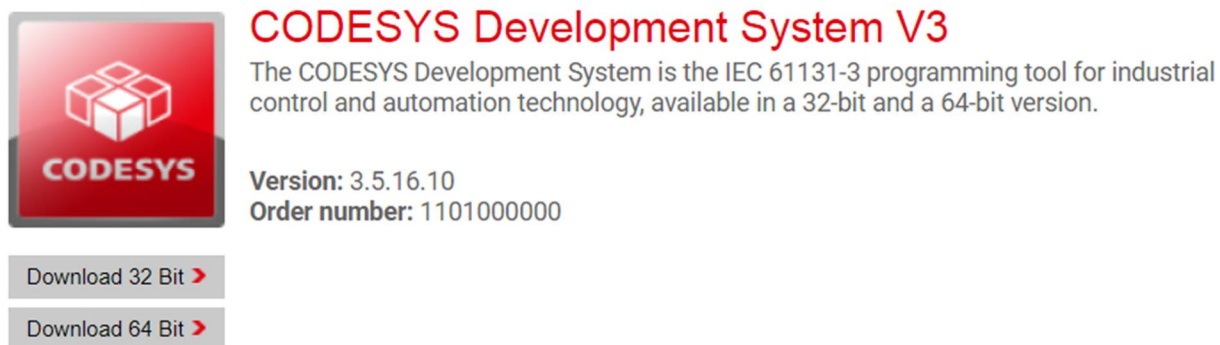 CODESYS Development System V3
The CODESYS Development System is the IEC 61131-3 programming tool for industrial
control and automation technology, available in a 32-bit and a 64-bit version.
CODESYS
Version: 3.5.16.10
Order number: 1101000000
Download 32 Bit
Download 64 Bit